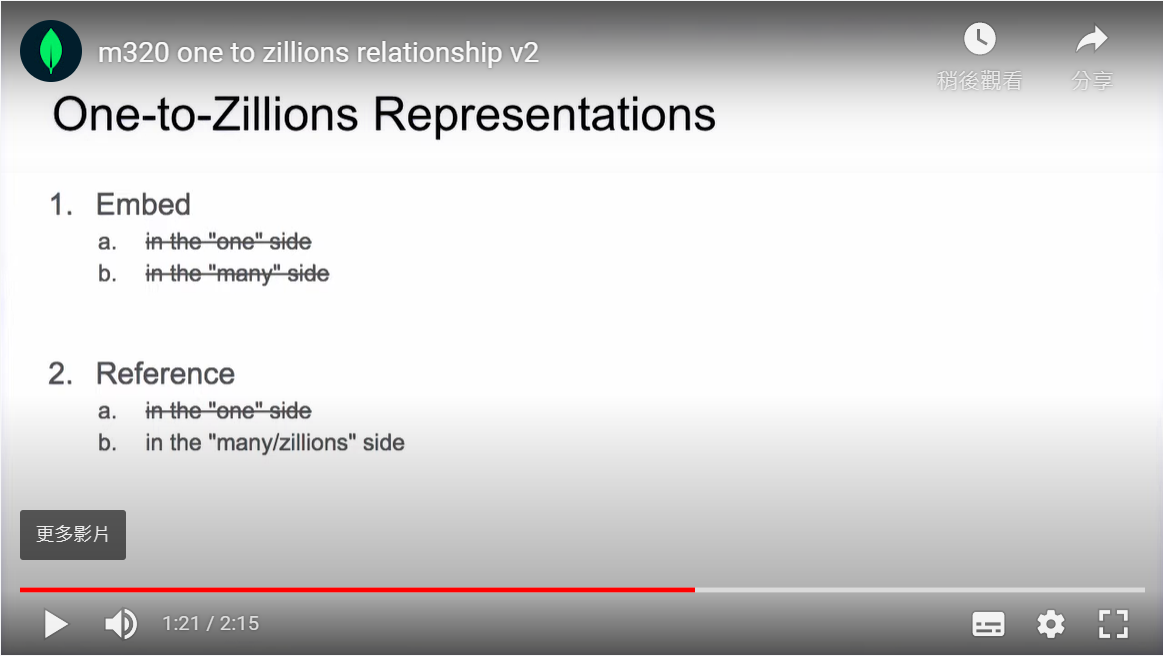 m320 one to zillions relationship v2
稍後觀看
分享
One-to-Zillions Representations
1. Embed
a. in the "one" side
b. in the "many" side
2. Reference
a. in the "one" side
b. in the "many/zillions" side
更多影片
1:21 / 2:15